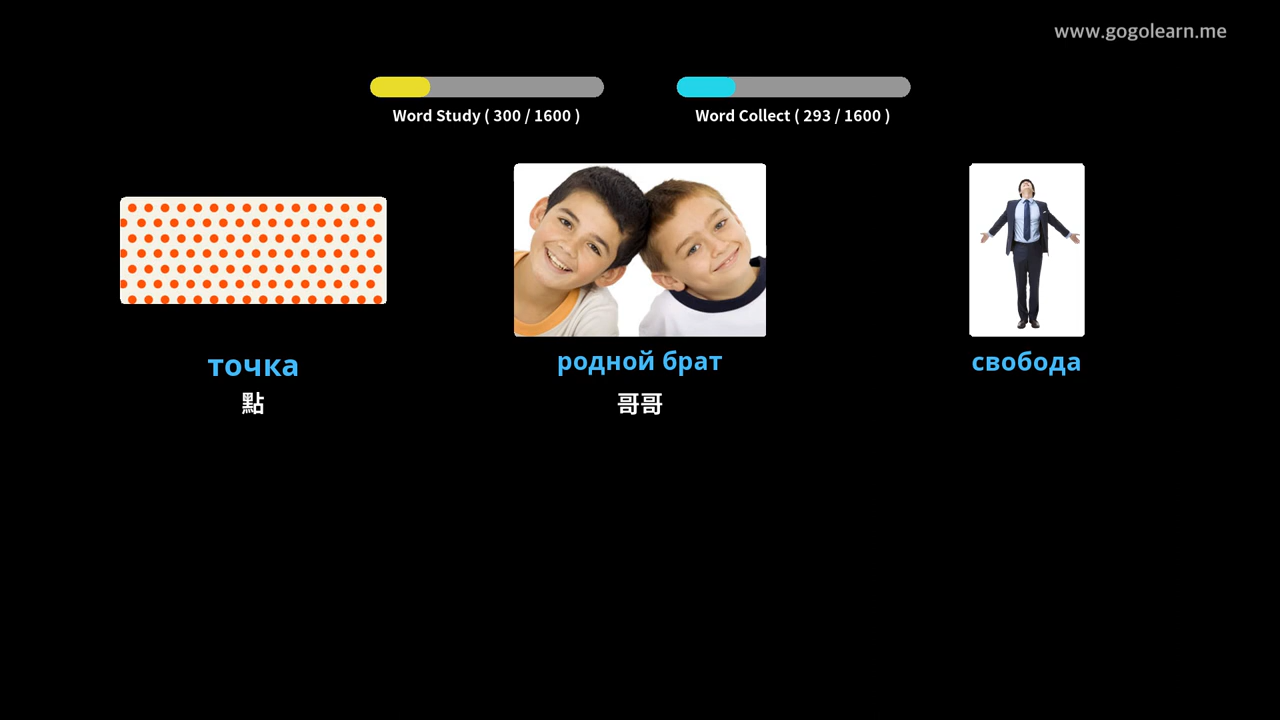 www.gogolearn.me
Word Study ( 300 / 1600 )
Word Collect ( 293 / 1600 )
точка
родной брат
свобода
點
哥哥